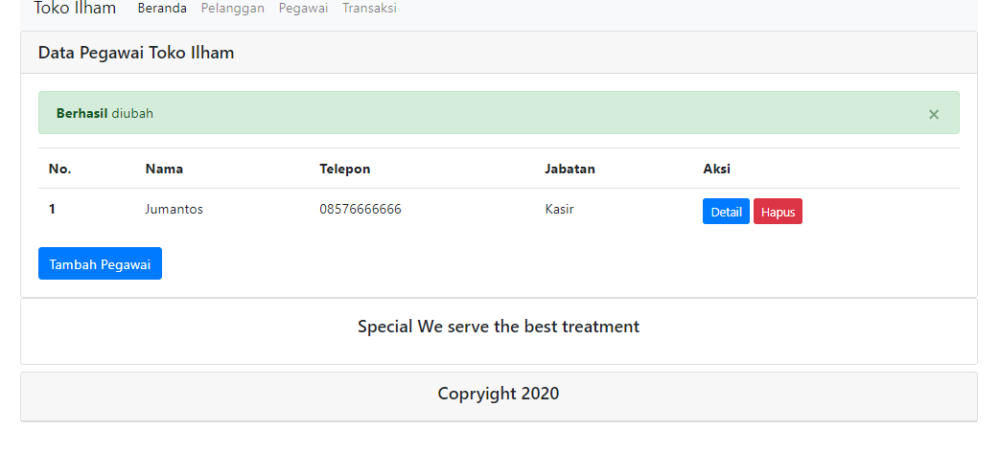 Toko Ilham Beranda Pelanggan Pegawai Transaksi
Data Pegawai Toko Ilham
Berhasil diubah ×
No. Nama Telepon Jabatan Aksi
1 Jumantos 08576666666 Kasir Detail Hapus
Tambah Pegawai
Special We serve the best treatment
Copryight 2020